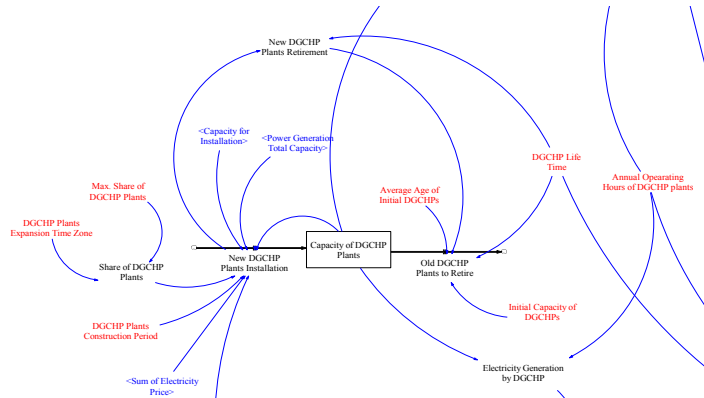 New DGCHP
Plants Retirement
<Capacity for
Installation>
<Power Generation
Total Capacity>
DGCHP Life
Time
Max. Share of
DGCHP Plants
Average Age of
Initial DGCHPs
Annual Opearating
Hours of DGCHP plants
DGCHP Plants
Expansion Time Zone
Capacity of DGCHP
Plants
Share of DGCHP
Plants
New DGCHP
Plants Installation
Old DGCHP
Plants to Retire
Initial Capacity of
DGCHPs
DGCHP Plants
Construction Period
Electricity Generation
by DGCHP
<Sum of Electricity
Price>